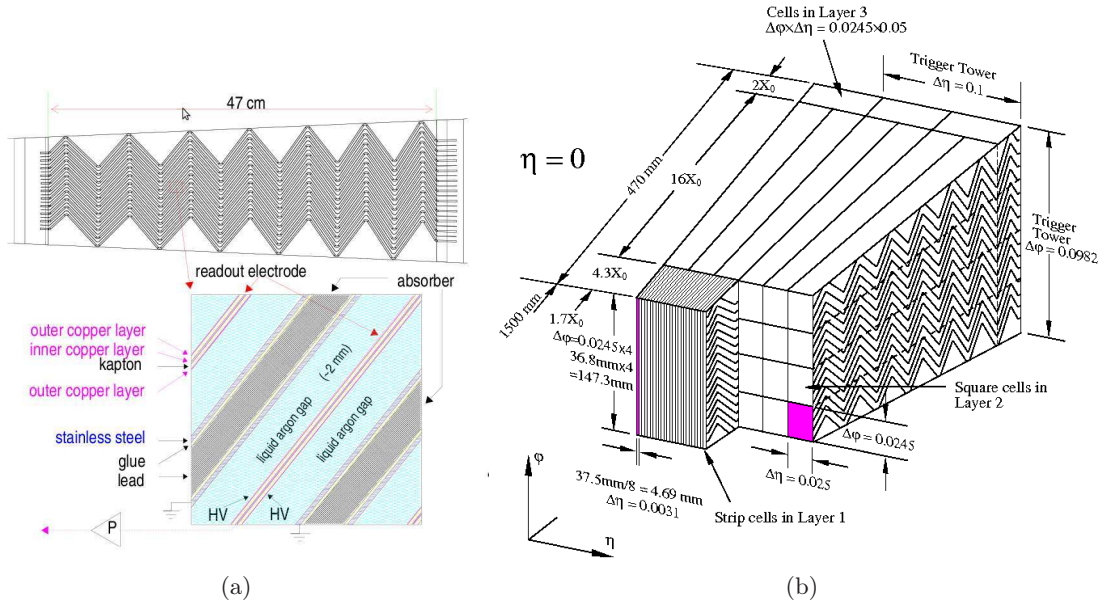 47 cm
readout electrode
absorber
outer copper layer
inner copper layer
kapton
outer copper layer
stainless steel
glue
lead
liquid argon gap
(~2 mm)
liquid argon gap
HV
HV
P
(a)
Cells in Layer 3
Δφ×Δη = 0.0245×0.05
Trigger Tower
Δη = 0.1
2X₀
η = 0
470 mm
16X₀
Trigger
Tower
Δφ = 0.0982
4.3X₀
1500 mm
1.7X₀
Δφ=0.0245x4
36.8mmx4
=147.3mm
Square cells in
Layer 2
Δφ = 0.0245
Δη = 0.025
37.5mm/8 = 4.69 mm
Δη = 0.0031
Strip cells in Layer 1
φ
η
(b)